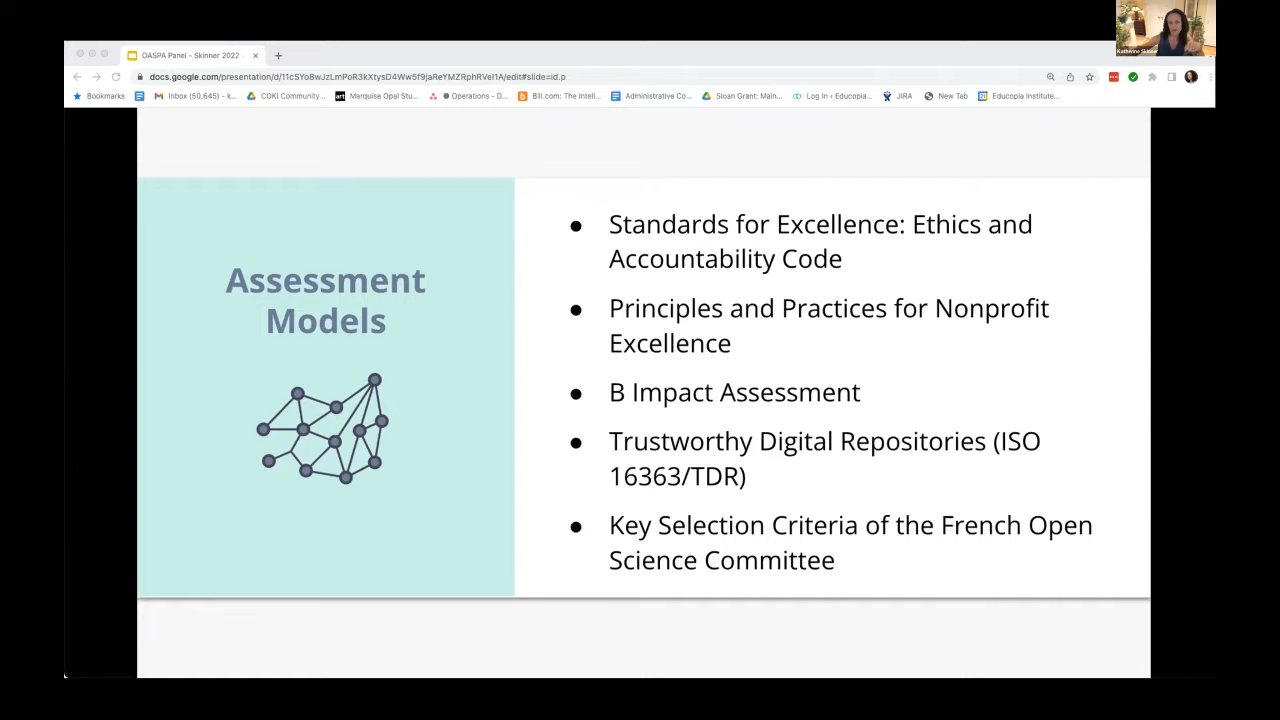 Katherine Skinner
OASPA Panel - Skinner 2022 -
docs.google.com/presentation/d/11cSYo8wJzLmPoR3kXtysD4Ww5f9jaReYMZRphRVel1A/edit#slide=id.p
Bookmarks Inbox (50,645) - k... COKI Community... art Marquise Opal Stu... Operations - D... Bill.com: The Intell... Administrative Co... Sloan Grant: Main... Log In ‹ Educopia... JIRA New Tab Educopia Institute...
Assessment
Models
● Standards for Excellence: Ethics and
Accountability Code
● Principles and Practices for Nonprofit
Excellence
● B Impact Assessment
● Trustworthy Digital Repositories (ISO
16363/TDR)
● Key Selection Criteria of the French Open
Science Committee